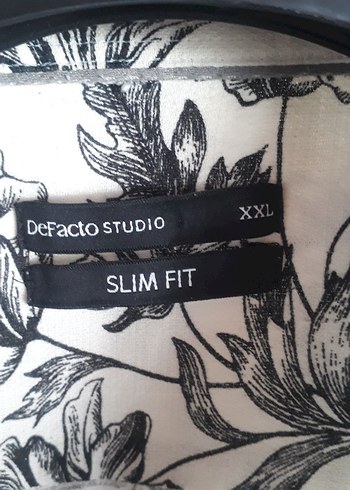 DeFacto STUDIO XXL
SLIM FIT